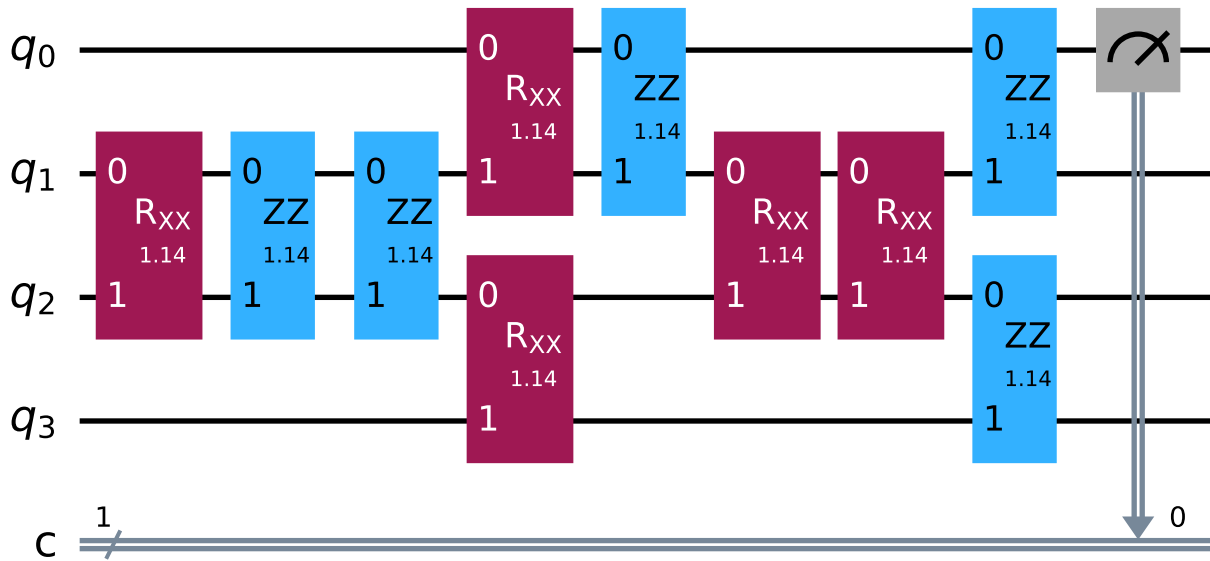 q0 0 0 0
RXX ZZ ZZ
1.14 1.14 1.14
q1 0 0 0 1 1 0 0 1
RXX ZZ ZZ RXX RXX
1.14 1.14 1.14 1.14 1.14
q2 1 1 1 0 1 1 0
RXX ZZ
1.14 1.14
q3 1 1
1 0
c